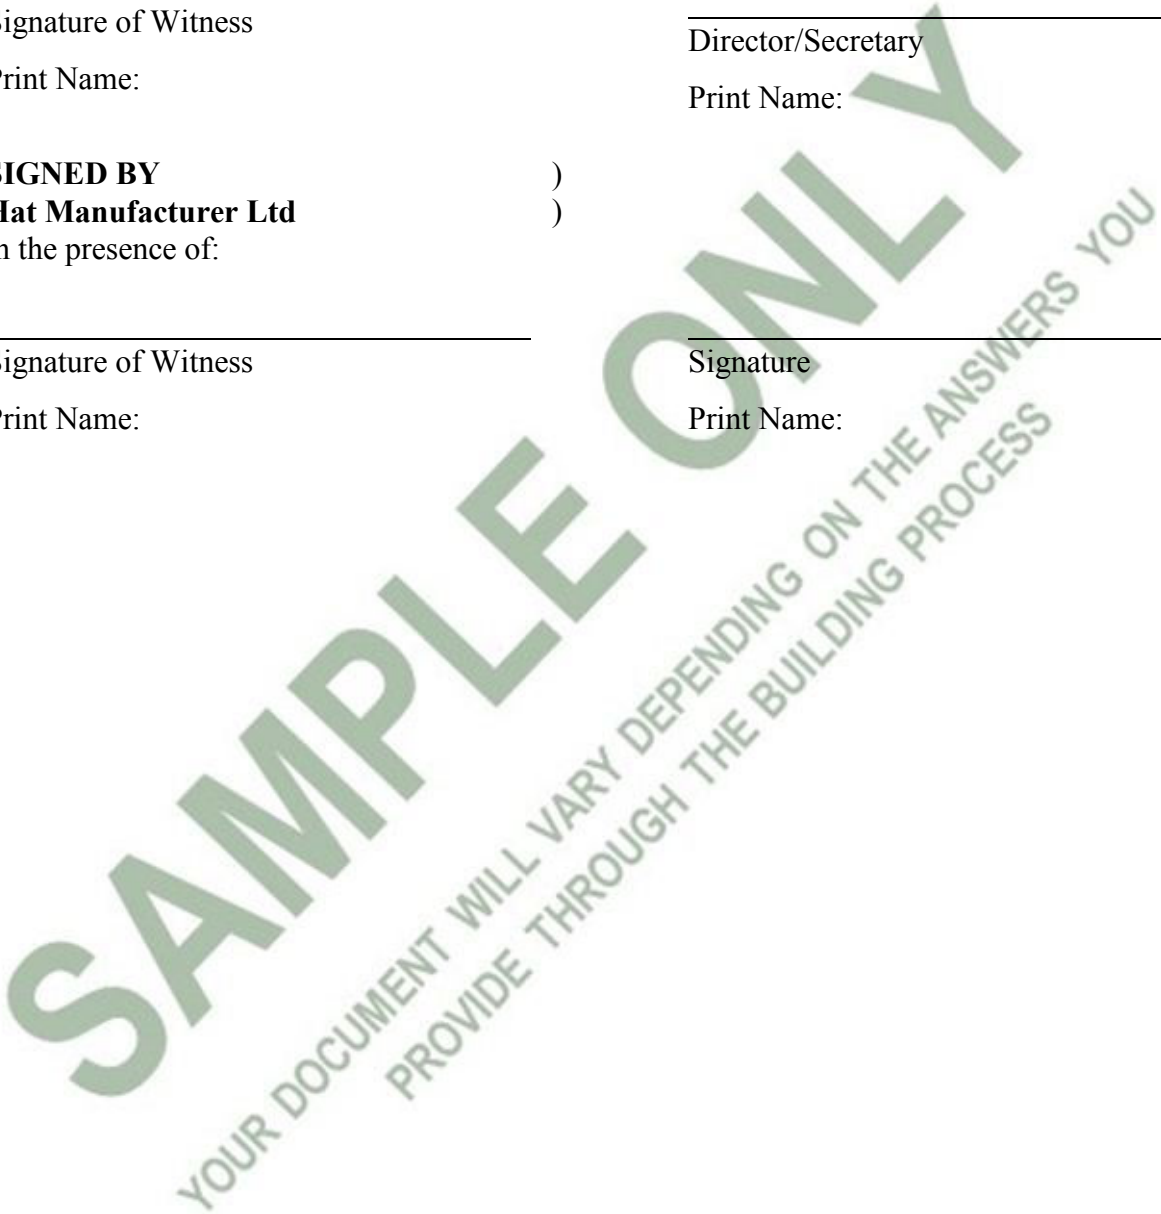 Signature of Witness
Director/Secretary
Print Name:
Print Name:
SIGNED BY )
Hat Manufacturer Ltd )
in the presence of:
Signature of Witness
Signature
Print Name:
Print Name:
SAMPLE ONLY
YOUR DOCUMENT WILL VARY DEPENDING ON THE ANSWERS YOU
PROVIDE THROUGH THE BUILDING PROCESS